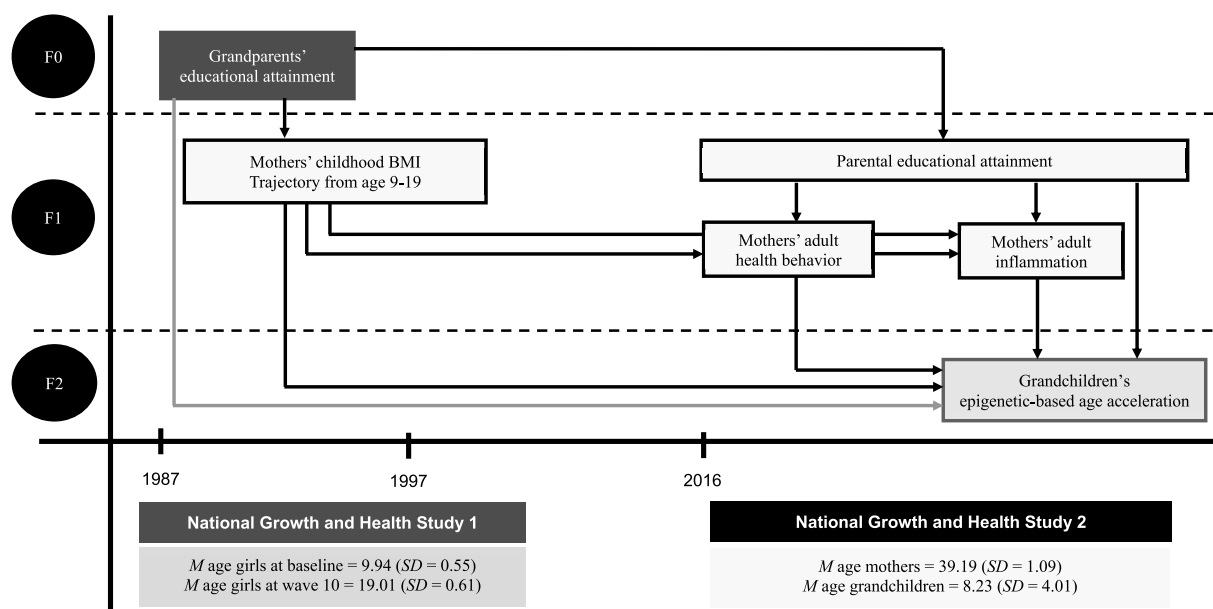 F0
Grandparents’
educational attainment
F1
Mothers’ childhood BMI
Trajectory from age 9-19
Parental educational attainment
Mothers’ adult
health behavior
Mothers’ adult
inflammation
F2
Grandchildren’s
epigenetic-based age acceleration
1987
1997
2016
National Growth and Health Study 1
M age girls at baseline = 9.94 (SD = 0.55)
M age girls at wave 10 = 19.01 (SD = 0.61)
National Growth and Health Study 2
M age mothers = 39.19 (SD = 1.09)
M age grandchildren = 8.23 (SD = 4.01)